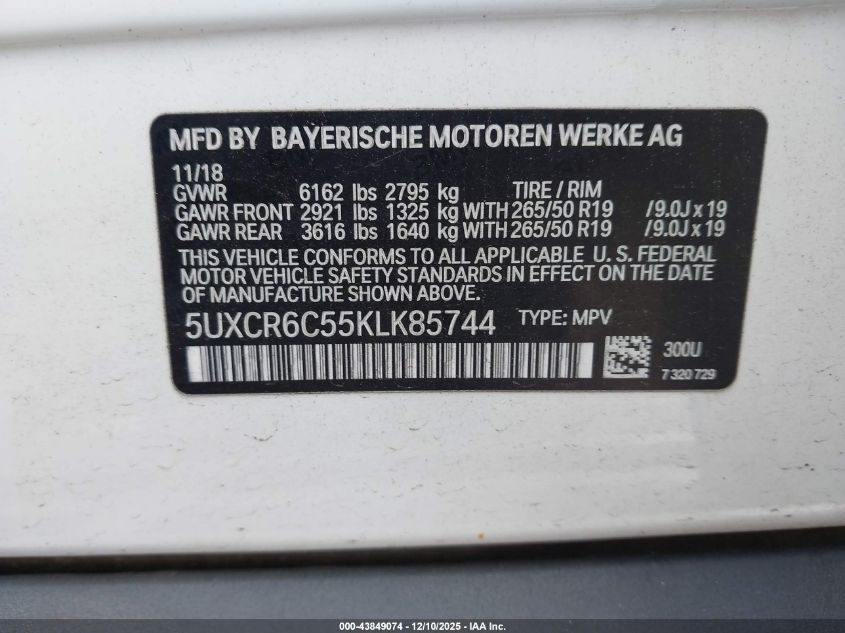 MFD BY BAYERISCHE MOTOREN WERKE AG
11/18
GVWR 6162 lbs 2795 kg TIRE / RIM
GAWR FRONT 2921 lbs 1325 kg WITH 265/50 R19 /9.0J x 19
GAWR REAR 3616 lbs 1640 kg WITH 265/50 R19 /9.0J x 19
THIS VEHICLE CONFORMS TO ALL APPLICABLE U. S. FEDERAL
MOTOR VEHICLE SAFETY STANDARDS IN EFFECT ON THE DATE
OF MANUFACTURE SHOWN ABOVE.
5UXCR6C55KLK85744 TYPE: MPV
300U
7 320 729
000-43849074 — 12/10/2025 — IAA Inc.